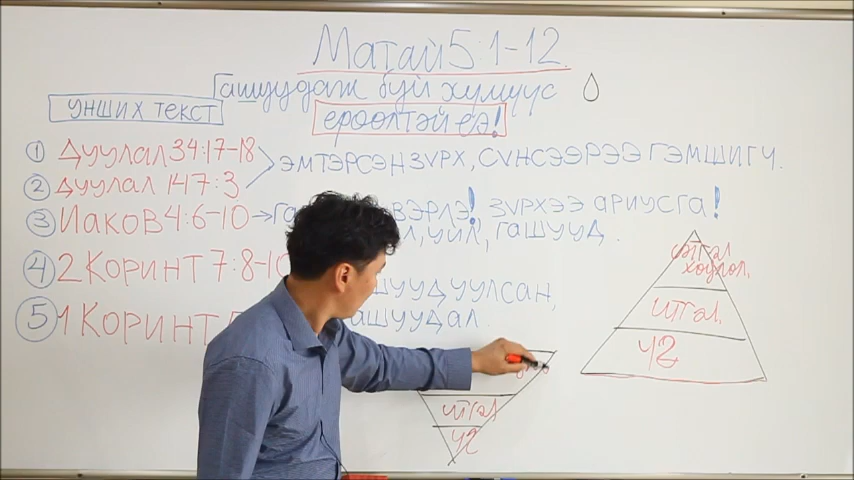 Матай 5:1-12
Гашуудаж буй хүмүүс
ерөөлтэй еэ!
УНШИХ ТЕКСТ
① Дуулал 34:17-18
② Дуулал 147:3
ЭМТЭРСЭН ЗҮРХ, СҮНСЭЭРЭЭ ГЭМШИГЧ.
③ Иаков 4:6-10 →
ЗҮРХЭЭ АРИУСГА!
УЙЛ, ГАШУУД.
④ 2 Коринт 7:8-10
⑤ 1 Коринт
сэтгэл
хөдлөл
итгэл
ҮГ
итгэл
ҮГ